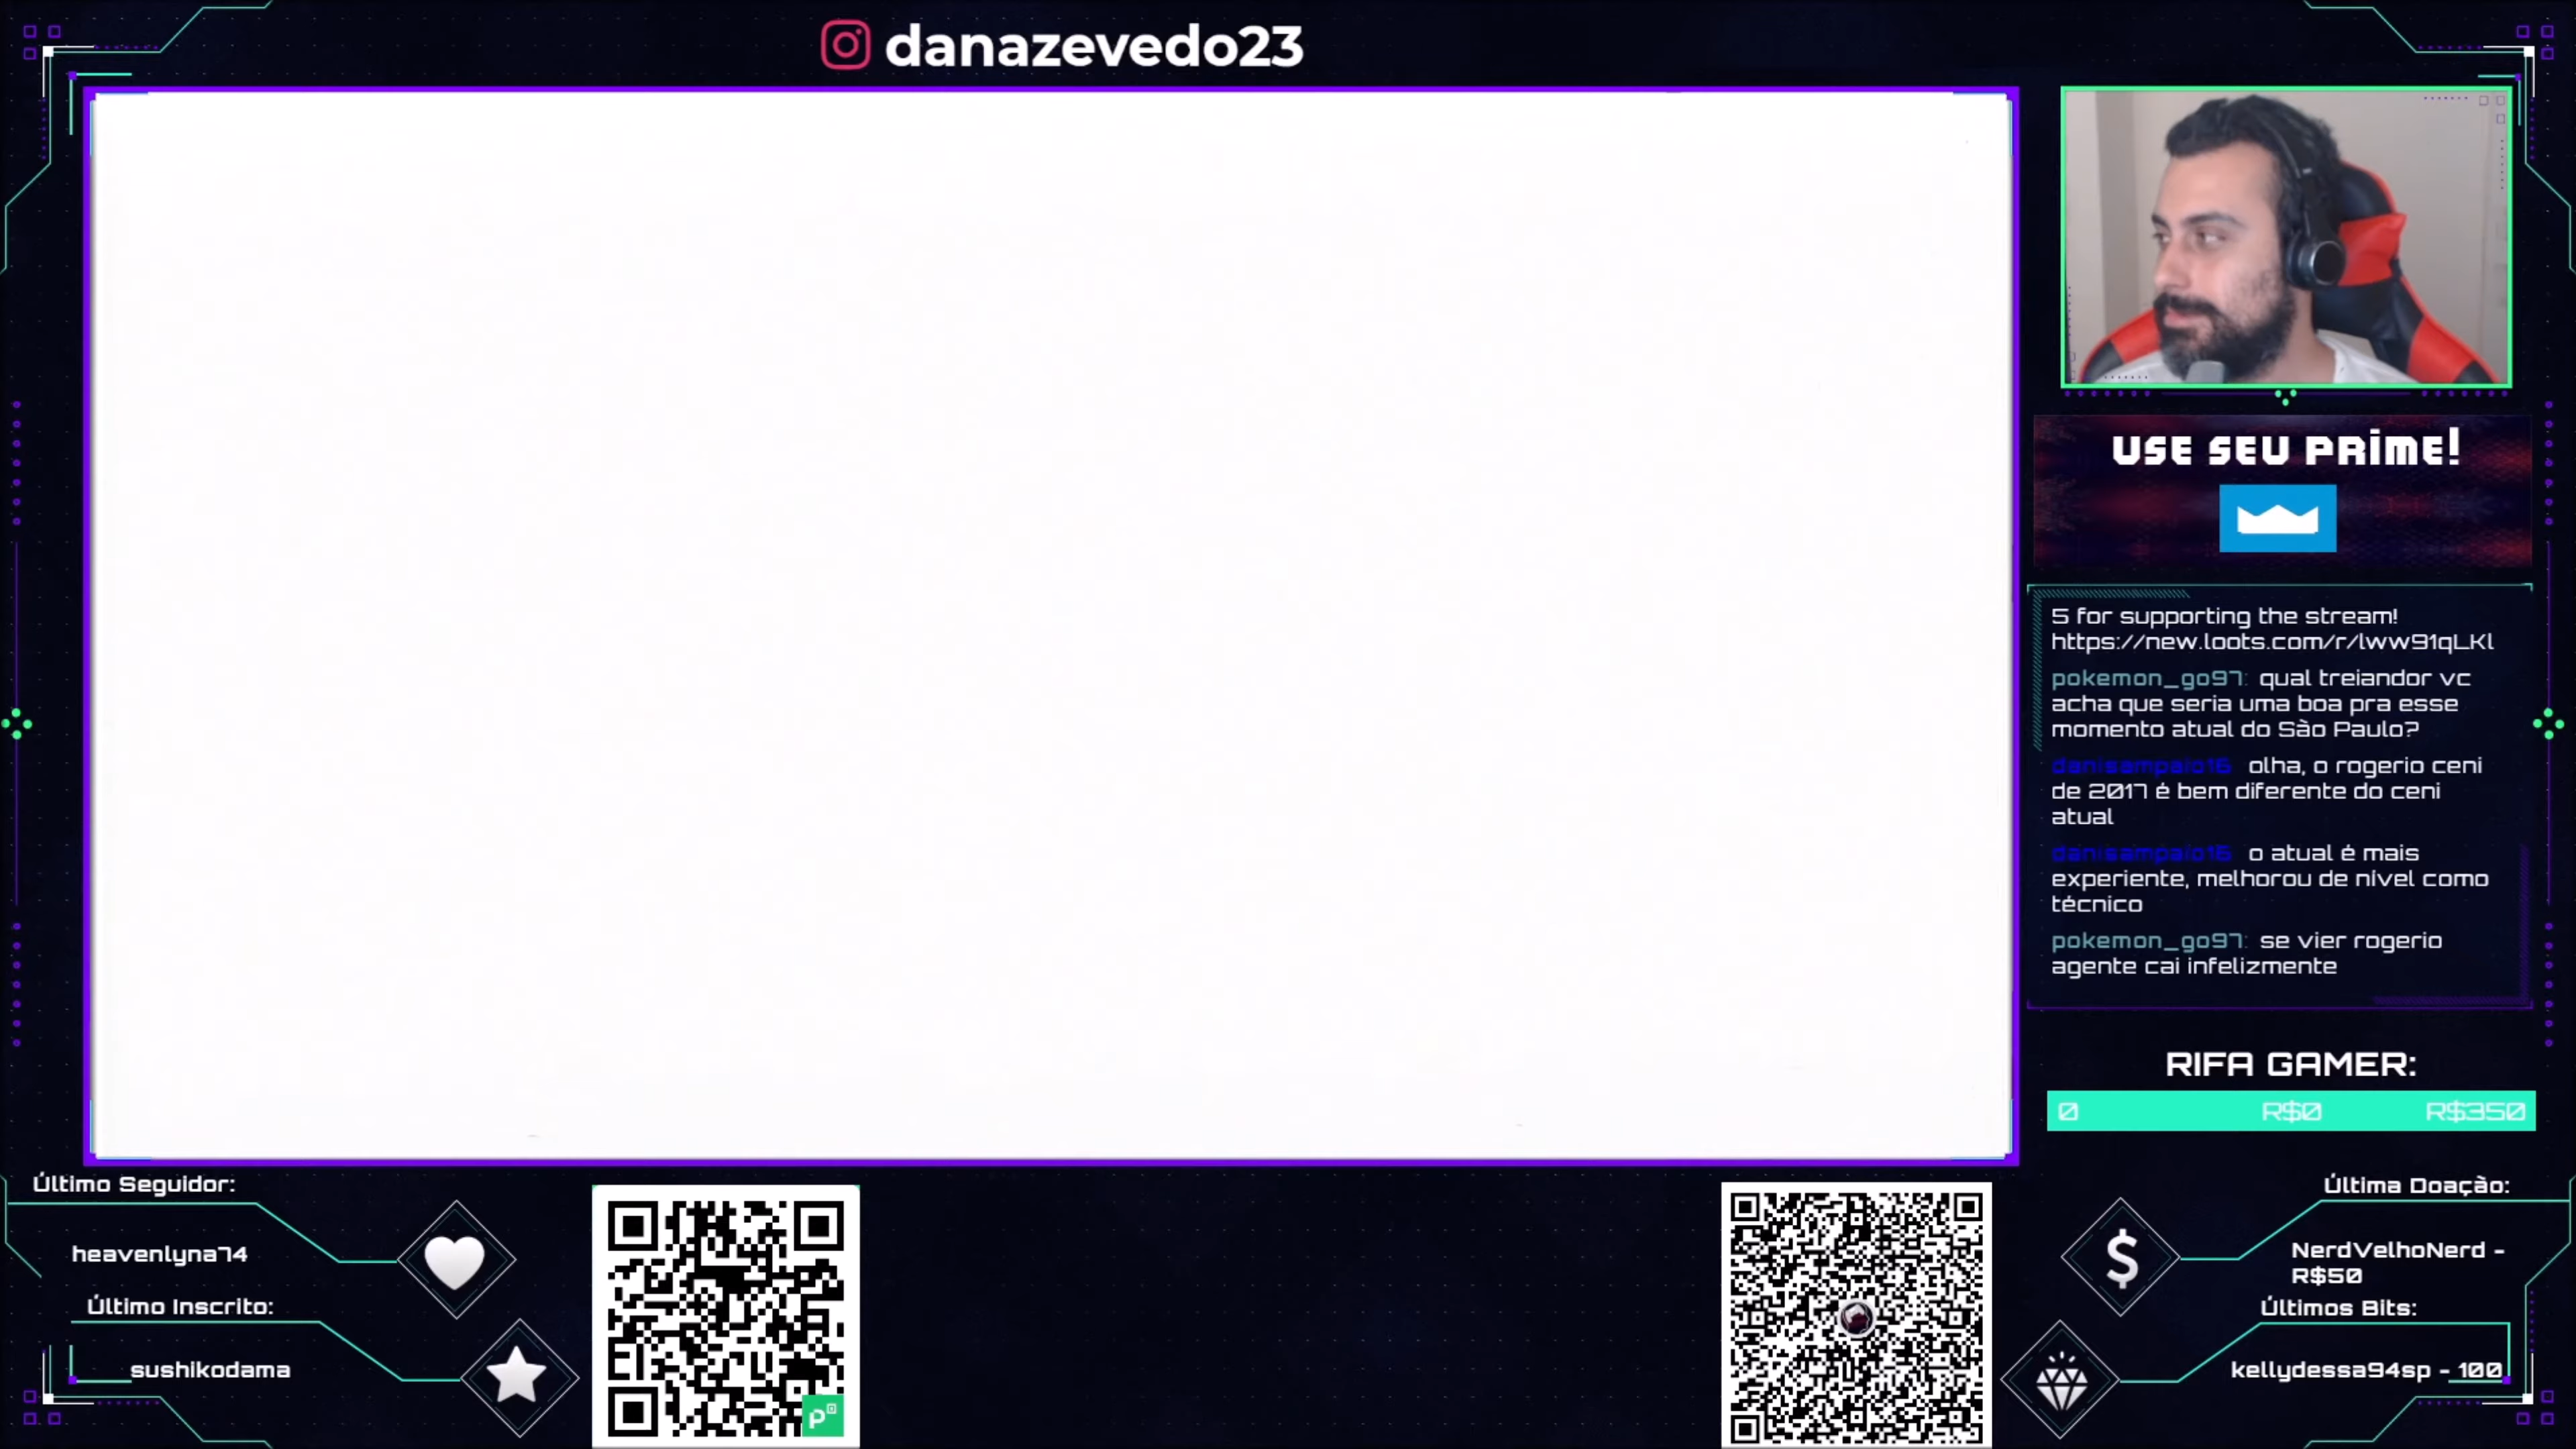 danazevedo23
USE SEU PRIME!
5 for supporting the stream!
https://new.loots.com/r/lww91qLKl
pokemon_go97: qual treiandor vc
acha que seria uma boa pra esse
momento atual do São Paulo?
danisampaio16 olha, o rogerio ceni
de 2017 é bem diferente do ceni
atual
danisampaio16 o atual é mais
experiente, melhorou de nível como
técnico
pokemon_go97: se vier rogerio
agente cai infelizmente
RIFA GAMER:
0 R$0 R$350
Último Seguidor:
heavenlyna74
Último Inscrito:
sushikodama
Última Doação:
NerdVelhoNerd -
R$50
Últimos Bits:
kellydessa94sp - 100